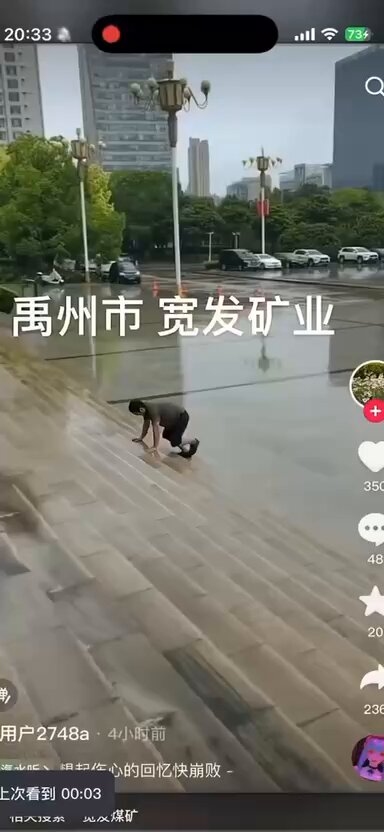 20:33
73
禹州市 宽发矿业
350
48
20
236
弹
用户2748a · 4小时前
想起伤心的回忆快崩败 -
上次看到 00:03
相关搜索 · 宽发煤矿